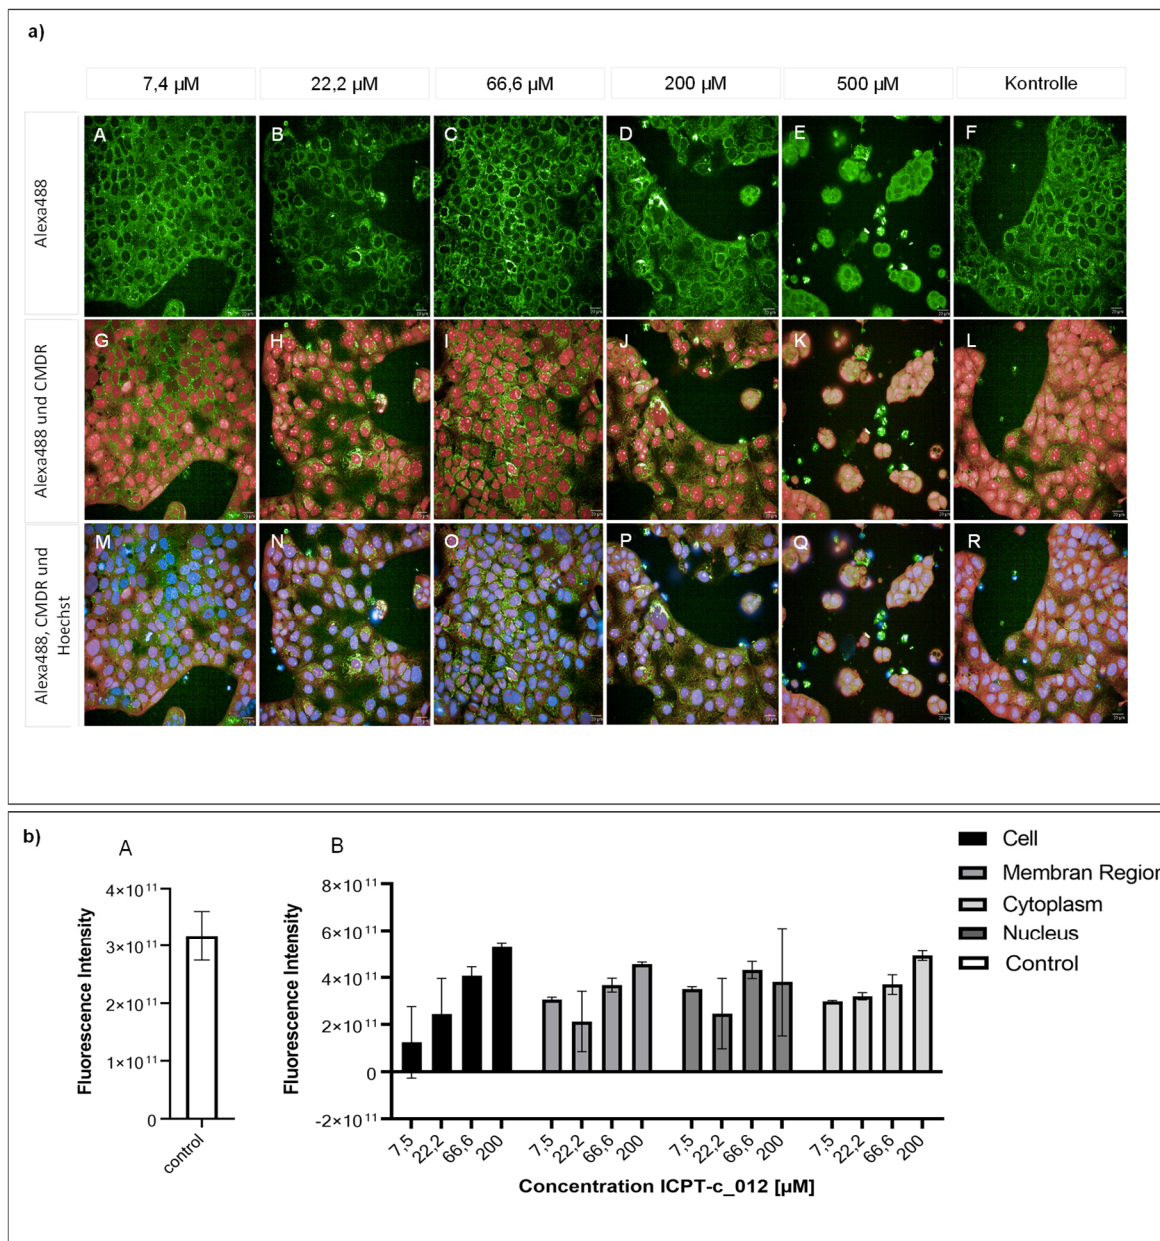 a)
7,4 µM 22,2 µM 66,6 µM 200 µM 500 µM Kontrolle
Alexa488
A B C D E F
Alexa488 und CMDR
G H I J K L
Alexa488, CMDR und
Hoechst
M N O P Q R
b)
A
4×10¹¹
3×10¹¹
2×10¹¹
1×10¹¹
0
Fluorescence Intensity
control
B
8×10¹¹
6×10¹¹
4×10¹¹
2×10¹¹
0
-2×10¹¹
Fluorescence Intensity
7,5 22,2 66,6 200 7,5 22,2 66,6 200 7,5 22,2 66,6 200 7,5 22,2 66,6 200
Concentration ICPT-c_012 [µM]
Cell
Membran Region
Cytoplasm
Nucleus
Control